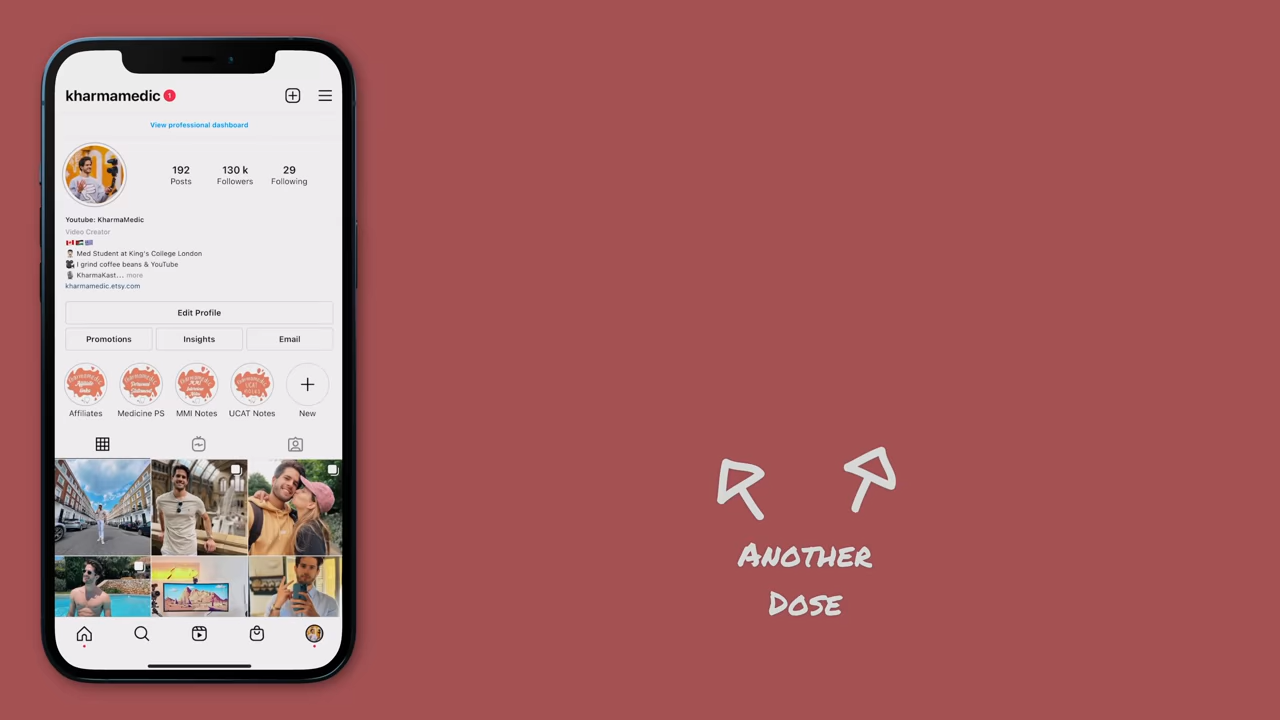 kharmamedic 1
View professional dashboard
192 130 k 29
Posts Followers Following
Youtube: KharmaMedic
Video Creator
Med Student at King's College London
I grind coffee beans & YouTube
KharmaKast... more
kharmamedic.etsy.com
Edit Profile
Promotions Insights Email
Affiliates Medicine PS MMI Notes UCAT Notes New
Another
Dose